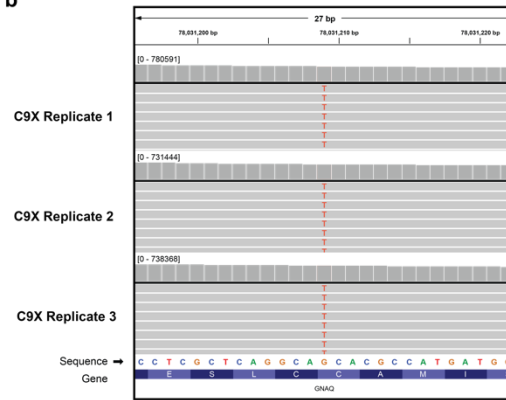 b
27 bp
78,031,200 bp 78,031,210 bp 78,031,220 bp
[0 - 780591]
C9X Replicate 1
T
T
T
T
T
T
T
[0 - 731444]
C9X Replicate 2
T
T
T
T
T
T
T
T
[0 - 738368]
C9X Replicate 3
T
T
T
T
T
T
T
T
Sequence → C C T C G C T C A G G C A G C A C G C C A T G A T G
Gene E S L C C A M I
GNAQ